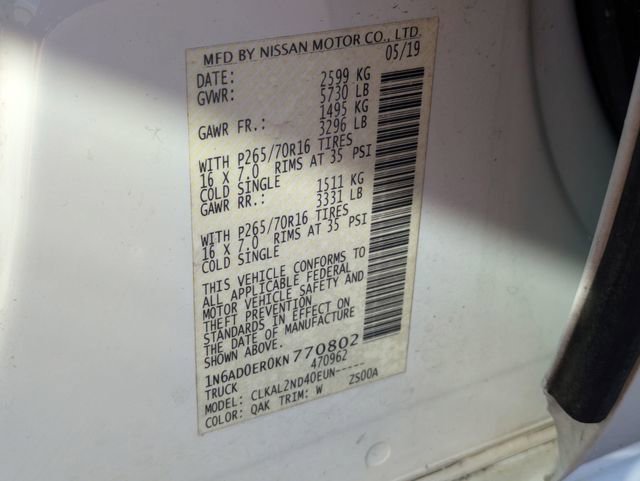 MFD BY NISSAN MOTOR CO., LTD.
DATE: 05/19
GVWR: 2599 KG
5730 LB
GAWR FR.: 1495 KG
3296 LB
WITH P265/70R16 TIRES
16 X 7.0 RIMS AT 35 PSI
COLD SINGLE
GAWR RR.: 1511 KG
3331 LB
WITH P265/70R16 TIRES
16 X 7.0 RIMS AT 35 PSI
COLD SINGLE
THIS VEHICLE CONFORMS TO
ALL APPLICABLE FEDERAL
MOTOR VEHICLE SAFETY AND
THEFT PREVENTION
STANDARDS IN EFFECT ON
THE DATE OF MANUFACTURE
SHOWN ABOVE.
1N6AD0ER0KN770802
TRUCK 470962
MODEL: CLKAL2ND40EUN-----
COLOR: QAK TRIM: W ZS00A